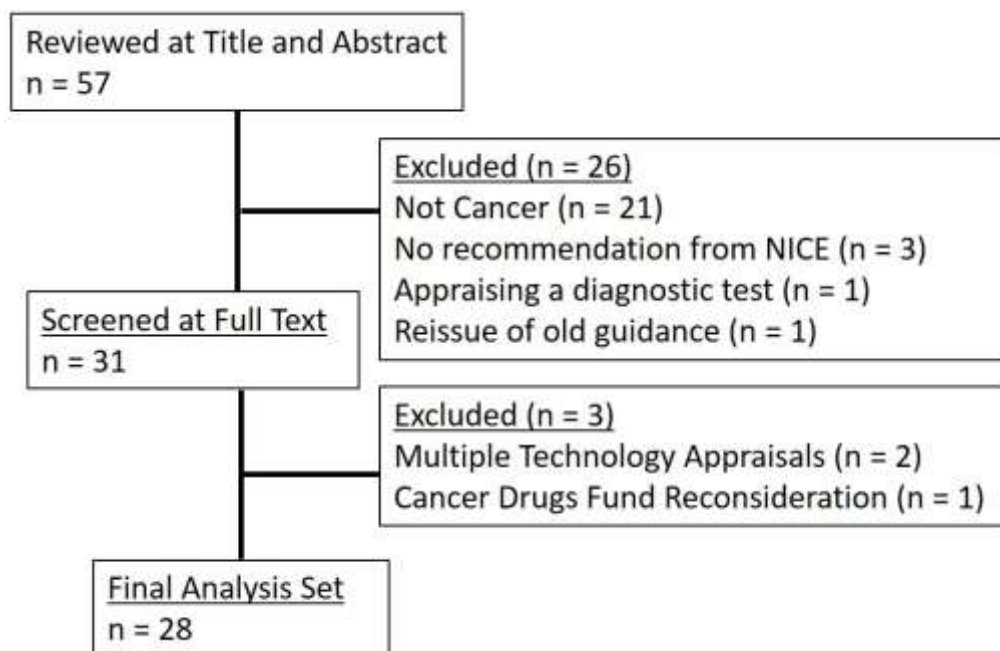 Reviewed at Title and Abstract
n = 57
Excluded (n = 26)
Not Cancer (n = 21)
No recommendation from NICE (n = 3)
Appraising a diagnostic test (n = 1)
Reissue of old guidance (n = 1)
Screened at Full Text
n = 31
Excluded (n = 3)
Multiple Technology Appraisals (n = 2)
Cancer Drugs Fund Reconsideration (n = 1)
Final Analysis Set
n = 28